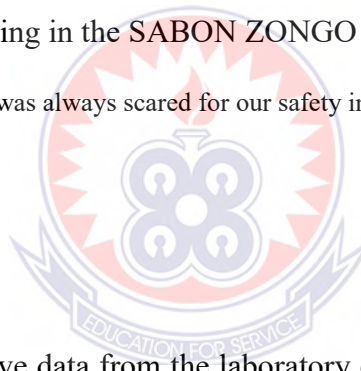 ing in the SABON ZONGO
was always scared for our safety in
EDUCATION FOR SERVICE
ve data from the laboratory